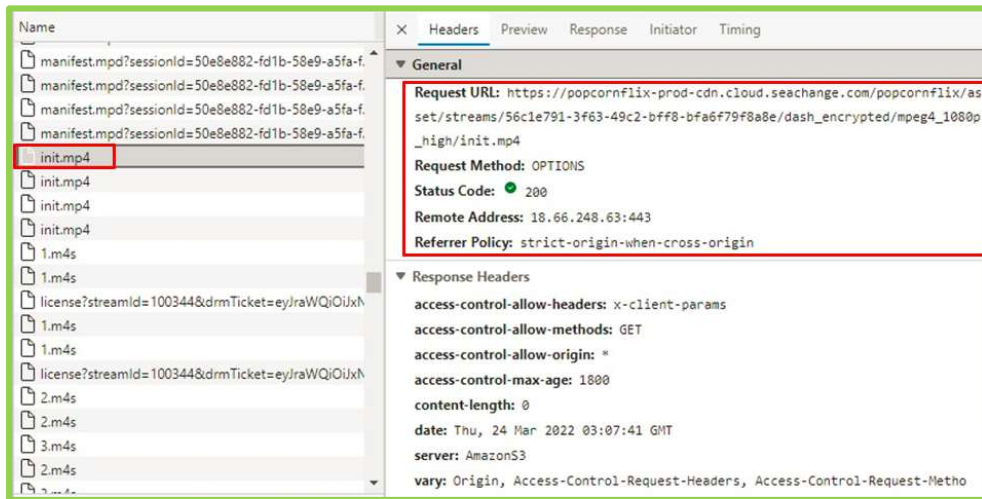 Name
manifest.mpd?sessionId=50e8e882-fd1b-58e9-a5fa-f.
manifest.mpd?sessionId=50e8e882-fd1b-58e9-a5fa-f.
manifest.mpd?sessionId=50e8e882-fd1b-58e9-a5fa-f.
manifest.mpd?sessionId=50e8e882-fd1b-58e9-a5fa-f.
init.mp4
init.mp4
init.mp4
init.mp4
1.m4s
1.m4s
license?streamId=100344&drmTicket=eyJraWQiOiJxN
1.m4s
1.m4s
license?streamId=100344&drmTicket=eyJraWQiOiJxN
2.m4s
2.m4s
3.m4s
2.m4s
Headers Preview Response Initiator Timing
General
Request URL: https://popcornflix-prod-cdn.cloud.seachange.com/popcornflix/as
set/streams/56c1e791-3f63-49c2-bff8-bfa6f79f8a8e/dash_encrypted/mpeg4_1080p
_high/init.mp4
Request Method: OPTIONS
Status Code: 200
Remote Address: 18.66.248.63:443
Referrer Policy: strict-origin-when-cross-origin
Response Headers
access-control-allow-headers: x-client-params
access-control-allow-methods: GET
access-control-allow-origin: *
access-control-max-age: 1800
content-length: 0
date: Thu, 24 Mar 2022 03:07:41 GMT
server: AmazonS3
vary: Origin, Access-Control-Request-Headers, Access-Control-Request-Metho